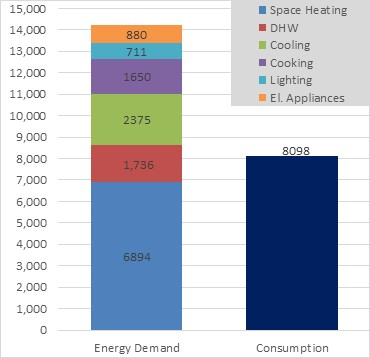 15,000
14,000
13,000
12,000
11,000
10,000
9,000
8,000
7,000
6,000
5,000
4,000
3,000
2,000
1,000
0
Space Heating
DHW
Cooling
Cooking
Lighting
El. Appliances
880
711
1650
2375
1,736
6894
8098
Energy Demand
Consumption